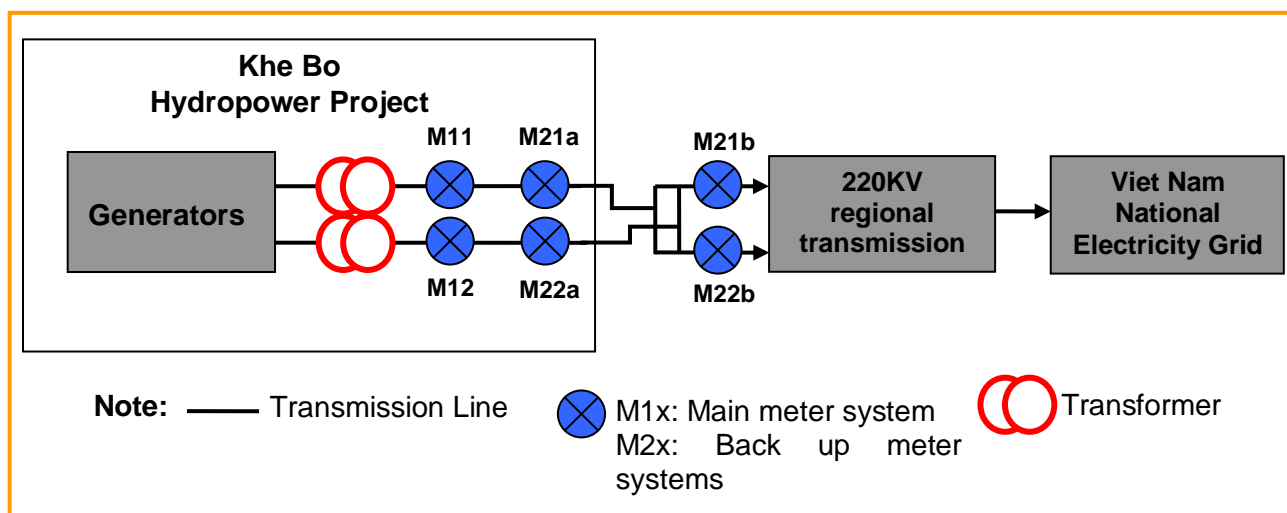 Khe Bo
Hydropower Project
M11
M21a
M21b
Generators
220KV
regional
transmission
Viet Nam
National
Electricity Grid
M12
M22a
M22b
Note:
Transmission Line
M1x: Main meter system
M2x: Back up meter
systems
Transformer